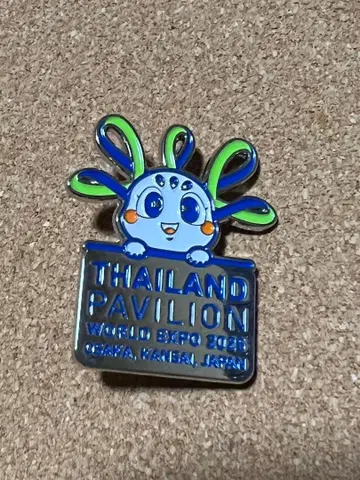 THAILAND
PAVILION
WORLD EXPO 2025
OSAKA, KANSAI, JAPAN